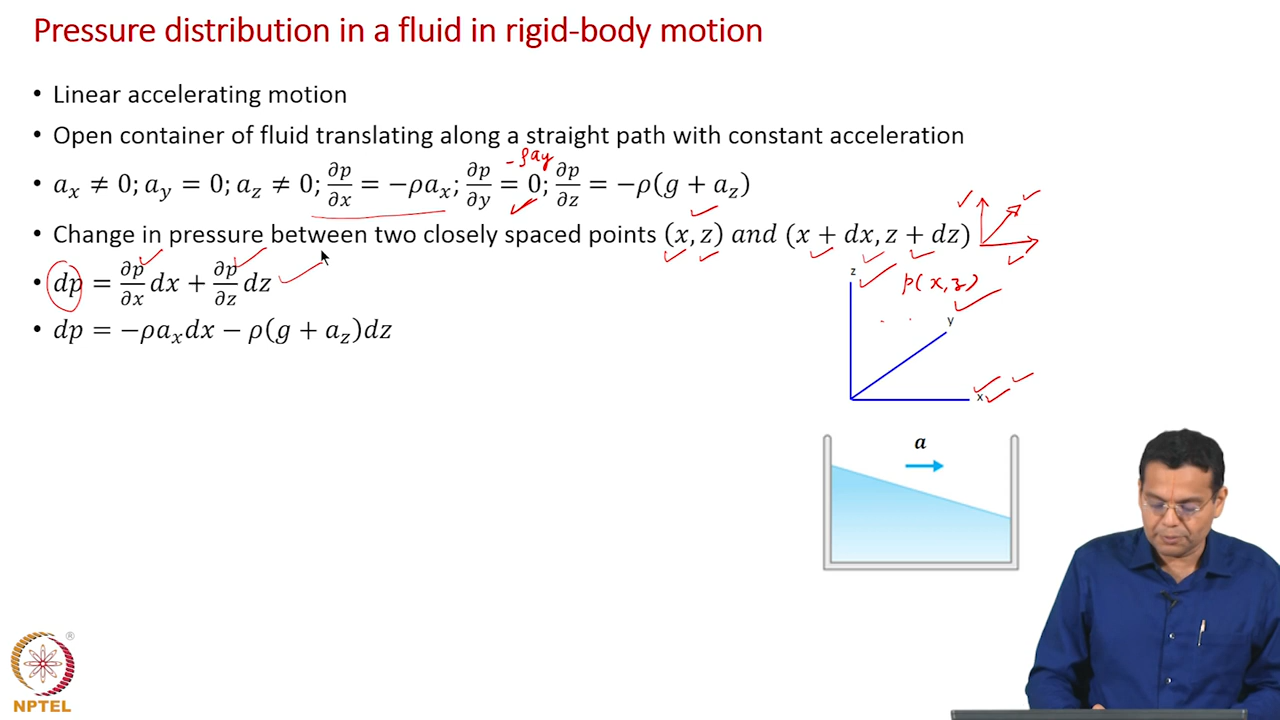 Pressure distribution in a fluid in rigid-body motion
• Linear accelerating motion
• Open container of fluid translating along a straight path with constant acceleration
-ρay
• a_x ≠ 0; a_y = 0; a_z ≠ 0; ∂p/∂x = −ρa_x; ∂p/∂y = 0; ∂p/∂z = −ρ(g + a_z)
• Change in pressure between two closely spaced points (x, z) and (x + dx, z + dz)
• dp = ∂p/∂x dx + ∂p/∂z dz
z
p(x,z)
y
• dp = −ρa_x dx − ρ(g + a_z)dz
x
a
®
NPTEL